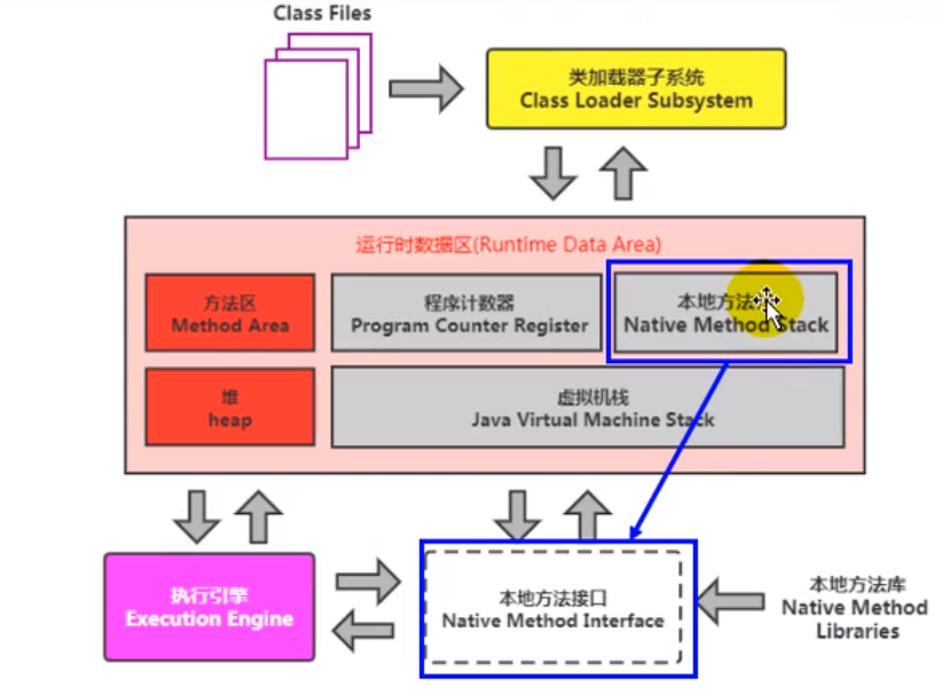 Class Files
类加载器子系统
Class Loader Subsystem
运行时数据区(Runtime Data Area)
方法区
Method Area
程序计数器
Program Counter Register
本地方法
Native Method Stack
堆
heap
虚拟机栈
Java Virtual Machine Stack
执行引擎
Execution Engine
本地方法接口
Native Method Interface
本地方法库
Native Method
Libraries